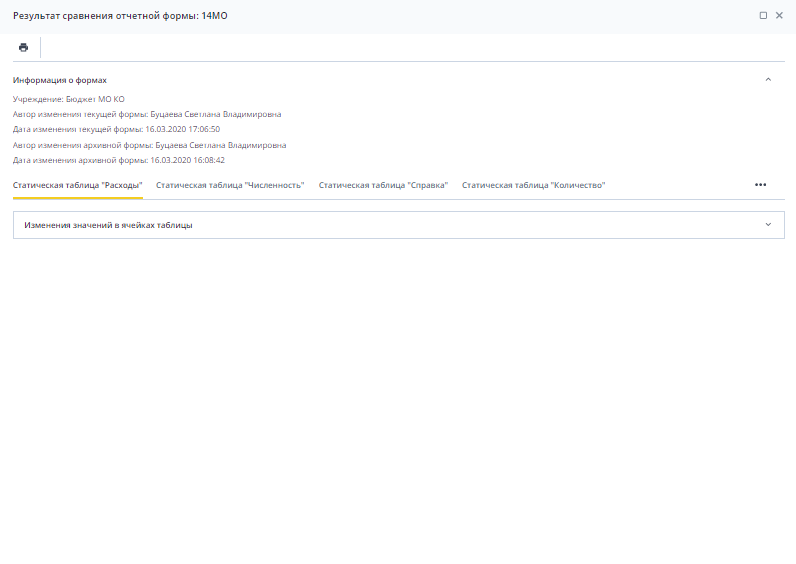 Результат сравнения отчетной формы: 14МО
Информация о формах
Учреждение: Бюджет МО КО
Автор изменения текущей формы: Буцаева Светлана Владимировна
Дата изменения текущей формы: 16.03.2020 17:06:50
Автор изменения архивной формы: Буцаева Светлана Владимировна
Дата изменения архивной формы: 16.03.2020 16:08:42
Статическая таблица "Расходы" Статическая таблица "Численность" Статическая таблица "Справка" Статическая таблица "Количество"
Изменения значений в ячейках таблицы